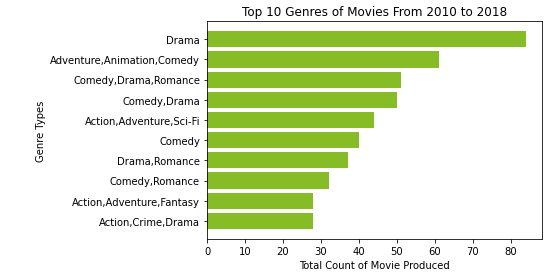 Top 10 Genres of Movies From 2010 to 2018
Genre Types
Drama
Adventure,Animation,Comedy
Comedy,Drama,Romance
Comedy,Drama
Action,Adventure,Sci-Fi
Comedy
Drama,Romance
Comedy,Romance
Action,Adventure,Fantasy
Action,Crime,Drama
0 10 20 30 40 50 60 70 80
Total Count of Movie Produced